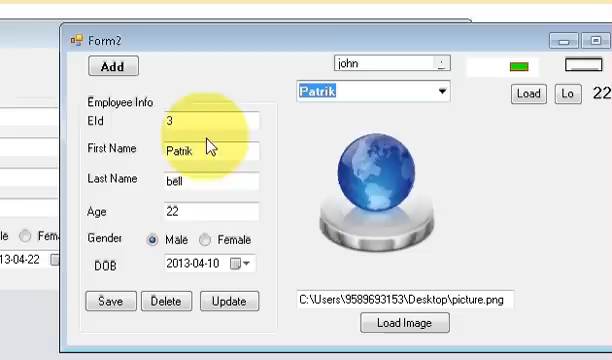 Form2
Add
john
Patrik
Load
Lo
22
Employee Info
EId
3
First Name
Patrik
Last Name
bell
Age
22
Gender
Male
Female
DOB
2013-04-10
Save
Delete
Update
C:\Users\9589693153\Desktop\picture.png
Load Image
le
Fem
13-04-22